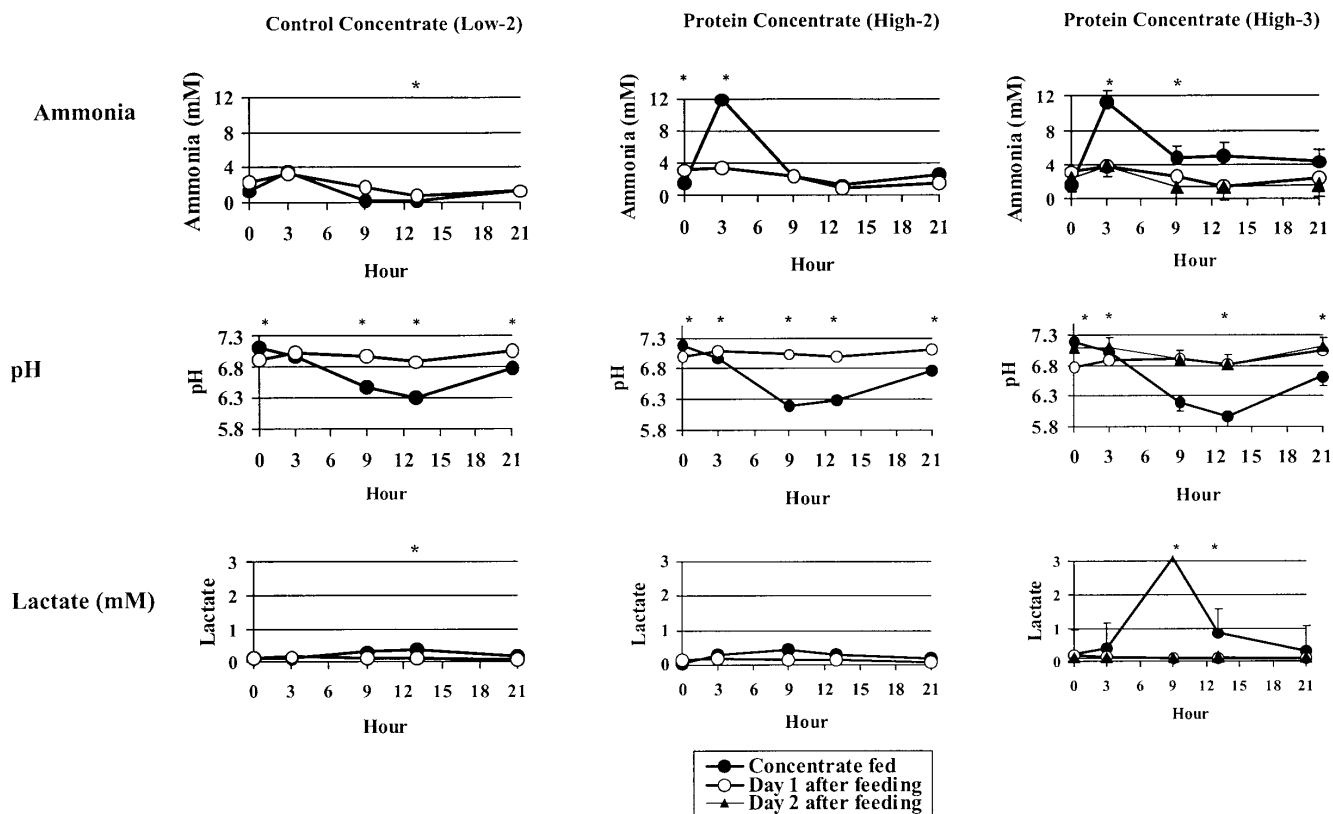 Control Concentrate (Low-2)
Protein Concentrate (High-2)
Protein Concentrate (High-3)
Ammonia
Ammonia (mM)
12
8
4
0
0 3 6 9 12 15 18 21
Hour
*
Ammonia (mM)
12
8
4
0
0 3 6 9 12 15 18 21
Hour
* *
Ammonia (mM)
12
8
4
0
0 3 6 9 12 15 18 21
Hour
* *
pH
pH
7.3
6.8
6.3
5.8
0 3 6 9 12 15 18 21
Hour
* * * *
pH
7.3
6.8
6.3
5.8
0 3 6 9 12 15 18 21
Hour
* * * * *
pH
7.3
6.8
6.3
5.8
0 3 6 9 12 15 18 21
Hour
* * * *
Lactate (mM)
Lactate
3
2
1
0
0 3 6 9 12 15 18 21
Hour
*
Lactate
3
2
1
0
0 3 6 9 12 15 18 21
Hour
Lactate
3
2
1
0
0 3 6 9 12 15 18 21
Hour
* *
Concentrate fed
Day 1 after feeding
Day 2 after feeding